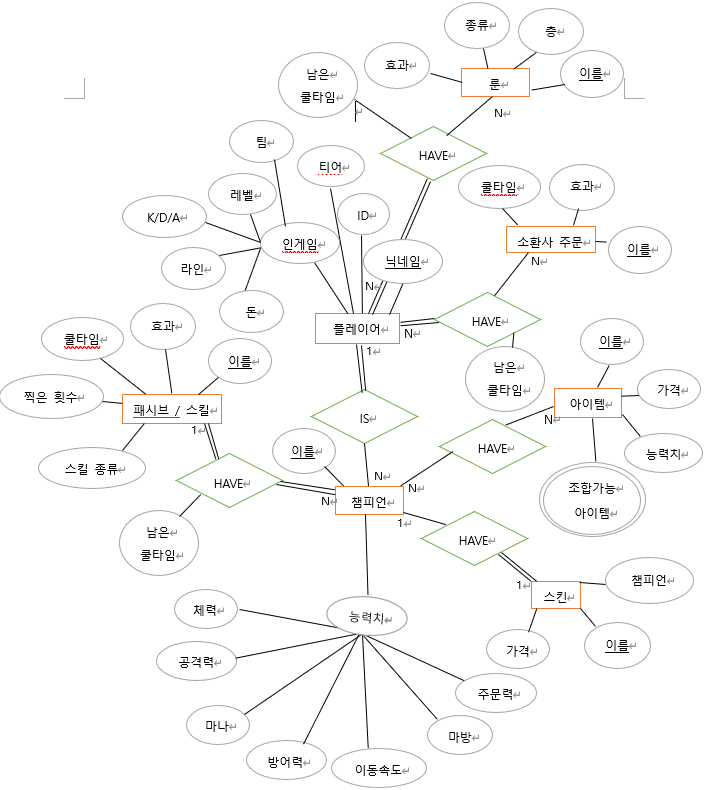 종류
층
효과
이름
룬
남은
쿨타임
N
HAVE
팀
티어
쿨타임
효과
레벨
ID
K/D/A
인게임
소환사 주문
이름
닉네임
N
라인
N
돈
플레이어
HAVE
N
쿨타임
효과
이름
1
이름
남은
쿨타임
찍은 횟수
패시브 / 스킬
가격
아이템
IS
N
1
이름
HAVE
능력치
스킬 종류
N
HAVE
N
조합가능
아이템
N
챔피언
남은
쿨타임
1
HAVE
챔피언
1
스킨
체력
능력치
이름
가격
공격력
주문력
마나
마방
방어력
이동속도